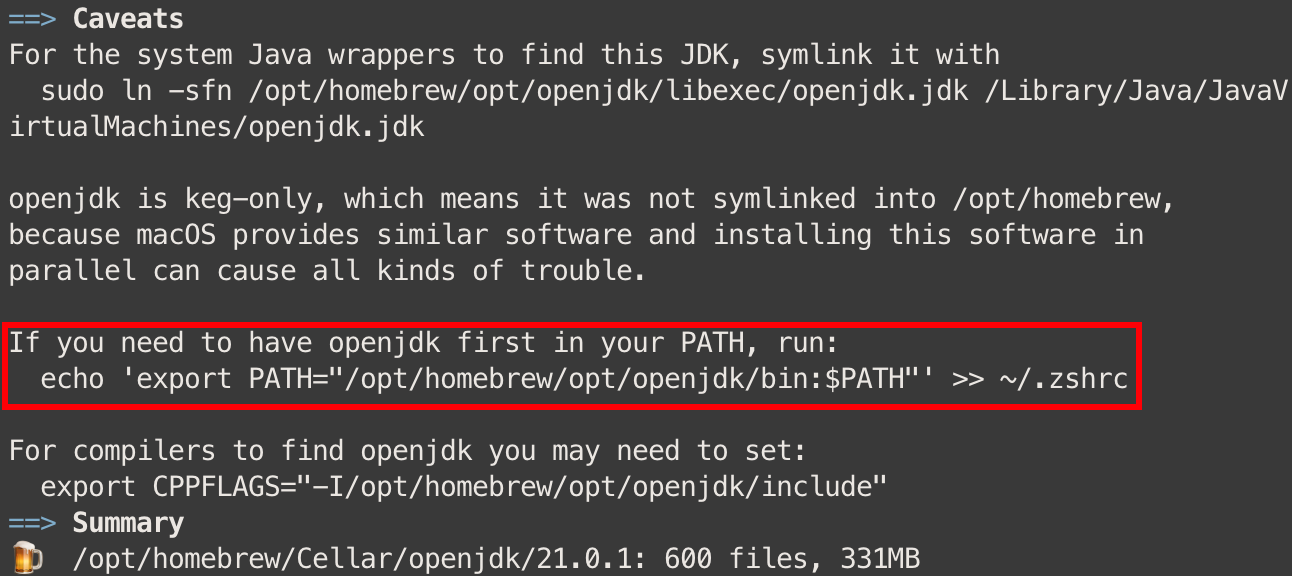 ==> Caveats
For the system Java wrappers to find this JDK, symlink it with
  sudo ln -sfn /opt/homebrew/opt/openjdk/libexec/openjdk.jdk /Library/Java/JavaV
irtualMachines/openjdk.jdk
openjdk is keg-only, which means it was not symlinked into /opt/homebrew,
because macOS provides similar software and installing this software in
parallel can cause all kinds of trouble.
If you need to have openjdk first in your PATH, run:
  echo 'export PATH="/opt/homebrew/opt/openjdk/bin:$PATH"' >> ~/.zshrc
For compilers to find openjdk you may need to set:
  export CPPFLAGS="-I/opt/homebrew/opt/openjdk/include"
==> Summary
🍺  /opt/homebrew/Cellar/openjdk/21.0.1: 600 files, 331MB